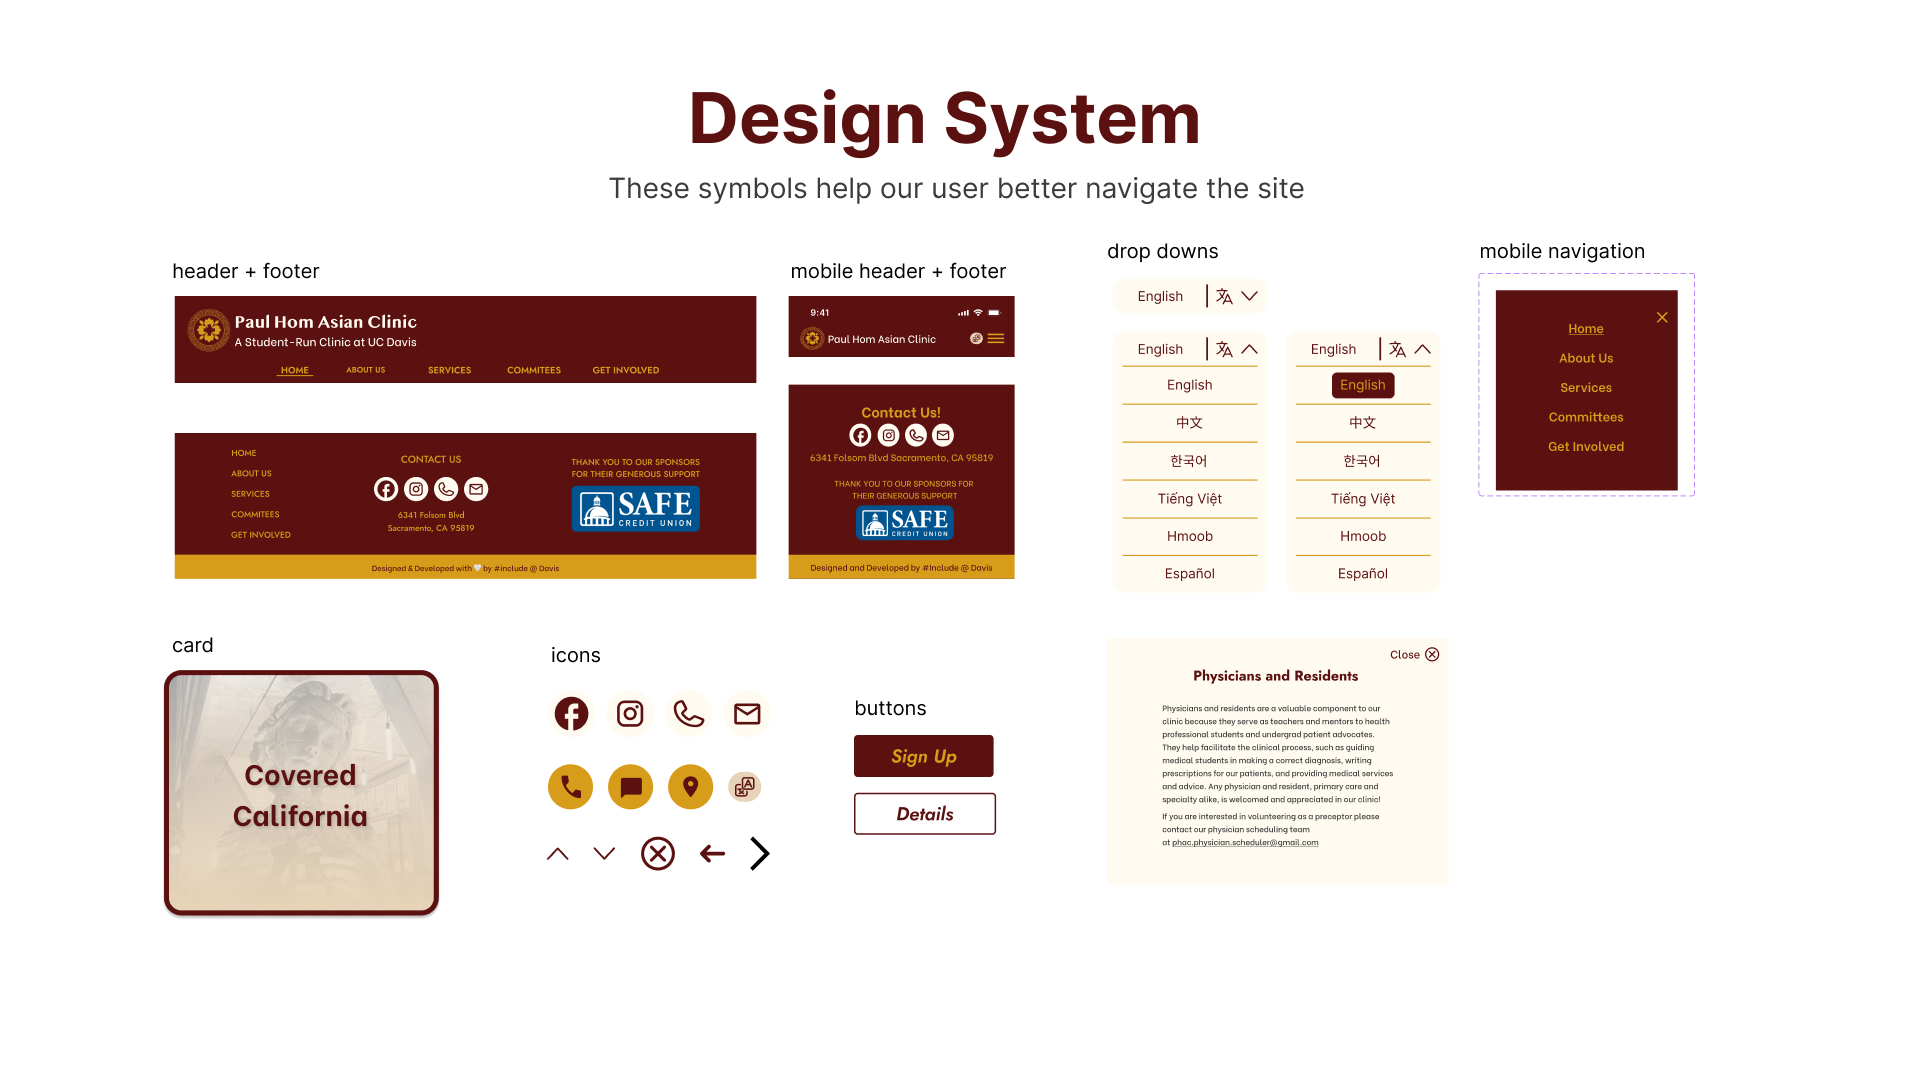 Design System
These symbols help our user better navigate the site
header + footer
Paul Hom Asian Clinic
A Student-Run Clinic at UC Davis
HOME
ABOUT US
SERVICES
COMMITEES
GET INVOLVED
HOME
ABOUT US
SERVICES
COMMITEES
GET INVOLVED
CONTACT US
6341 Folsom Blvd
Sacramento, CA 95819
THANK YOU TO OUR SPONSORS
FOR THEIR GENEROUS SUPPORT
SAFE
CREDIT UNION
Designed & Developed with 🤍 by #include @ Davis
mobile header + footer
9:41
Paul Hom Asian Clinic
Contact Us!
6341 Folsom Blvd Sacramento, CA 95819
THANK YOU TO OUR SPONSORS FOR
THEIR GENEROUS SUPPORT
SAFE
CREDIT UNION
Designed and Developed by #Include @ Davis
drop downs
English
English
English
中文
한국어
Tiếng Việt
Hmoob
Español
English
English
中文
한국어
Tiếng Việt
Hmoob
Español
mobile navigation
Home
About Us
Services
Committees
Get Involved
card
Covered
California
icons
buttons
Sign Up
Details
Close
Physicians and Residents
Physicians and residents are a valuable component to our
clinic because they serve as teachers and mentors to health
professional students and undergrad patient advocates.
They help facilitate the clinical process, such as guiding
medical students in making a correct diagnosis, writing
prescriptions for our patients, and providing medical services
and advice. Any physician and resident, primary care and
specialty alike, is welcomed and appreciated in our clinic!
If you are interested in volunteering as a preceptor please
contact our physician scheduling team
at phac.physician.scheduler@gmail.com